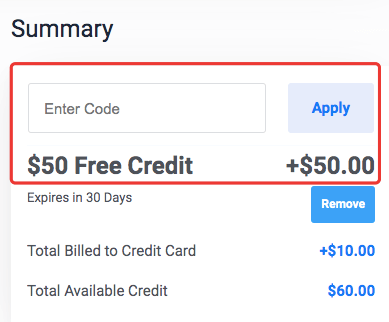 Summary
Enter Code
Apply
$50 Free Credit +$50.00
Expires in 30 Days
Remove
Total Billed to Credit Card +$10.00
Total Available Credit $60.00